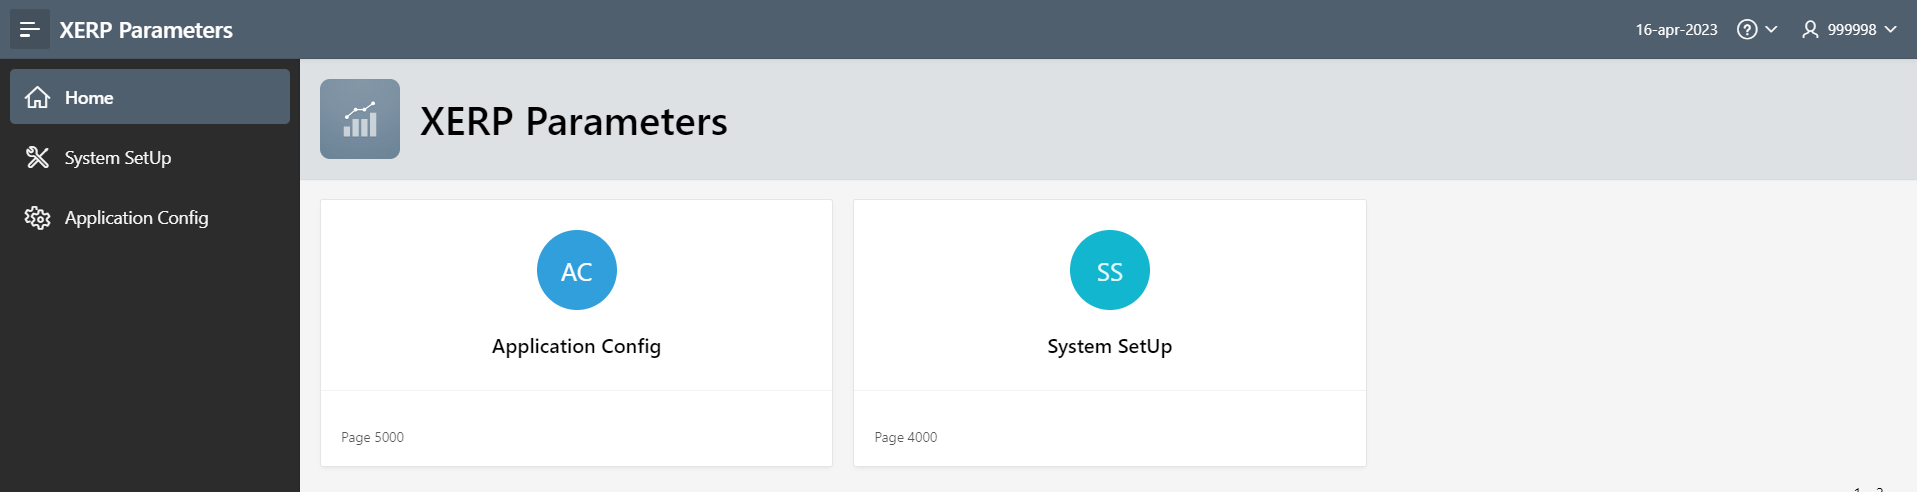 XERP Parameters
16-apr-2023
999998
Home
System SetUp
Application Config
XERP Parameters
AC
Application Config
Page 5000
SS
System SetUp
Page 4000